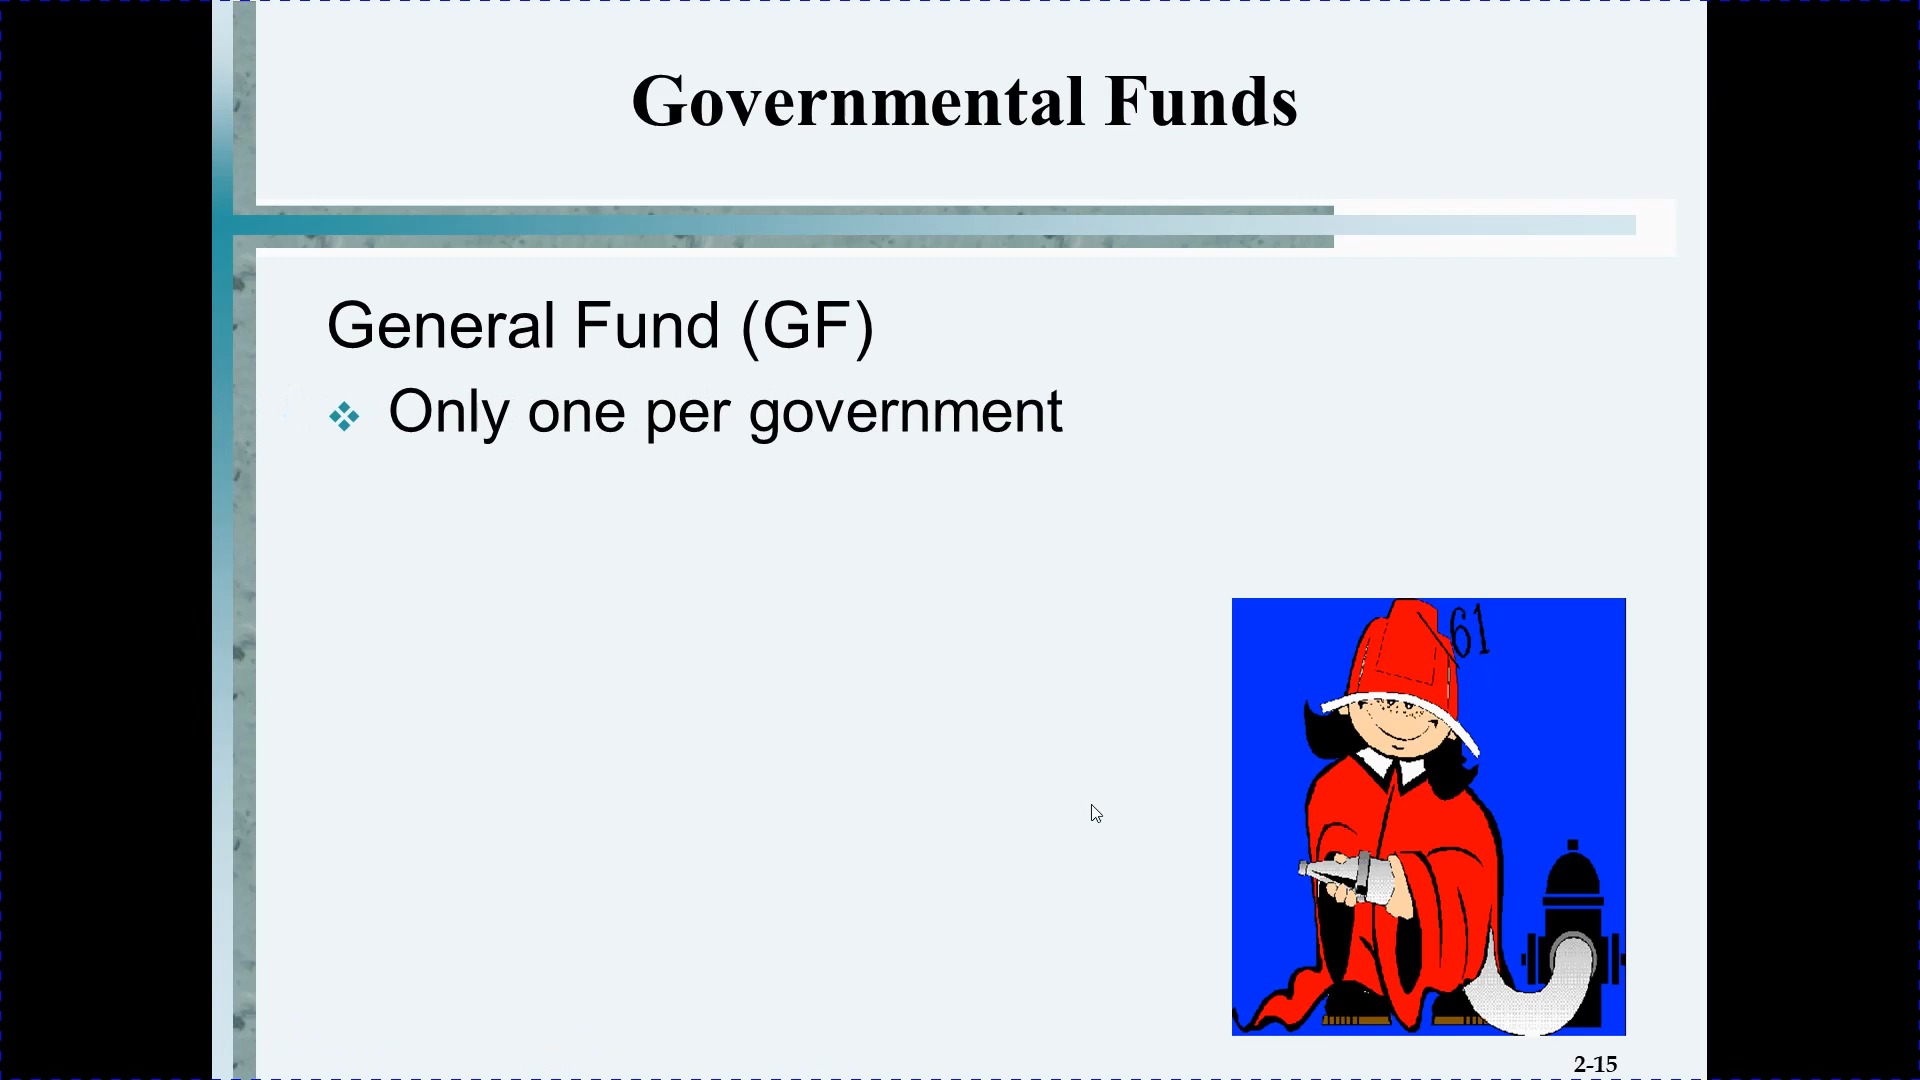 Governmental Funds
General Fund (GF)
Only one per government
61
2-15